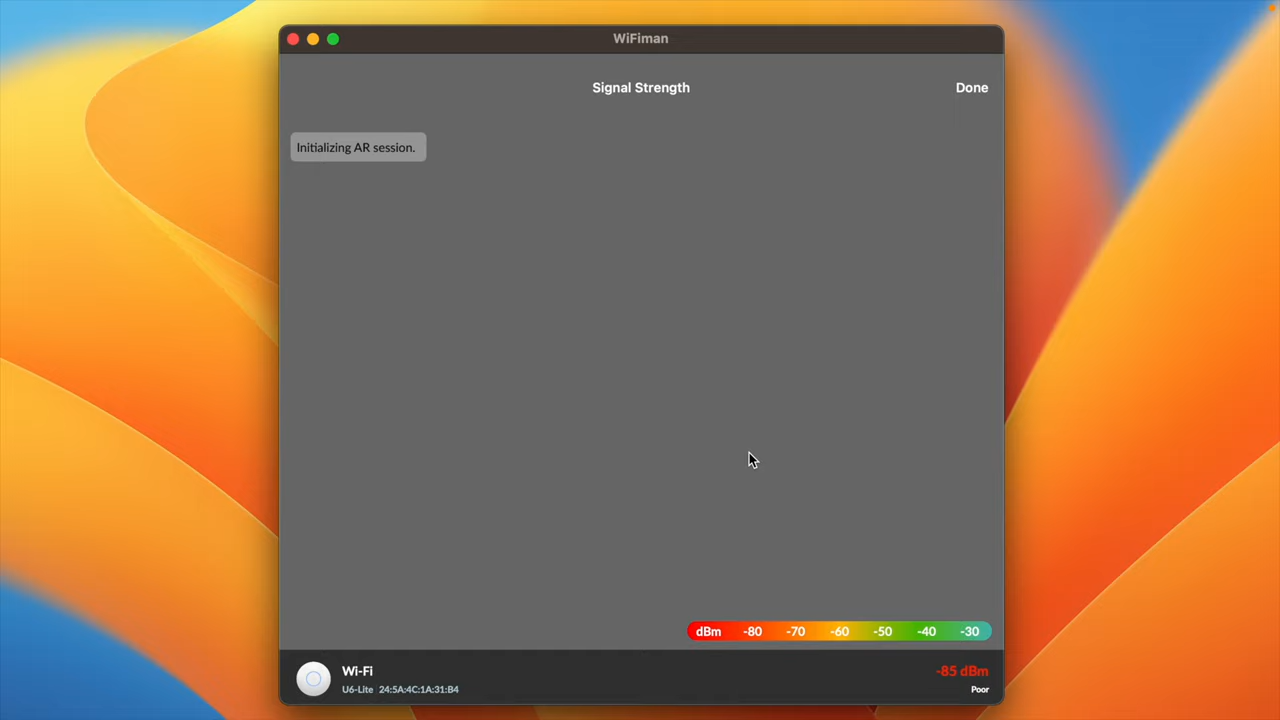 WiFiman
Signal Strength
Done
Initializing AR session.
dBm -80 -70 -60 -50 -40 -30
Wi-Fi
-85 dBm
U6-Lite 24:5A:4C:1A:31:B4
Poor